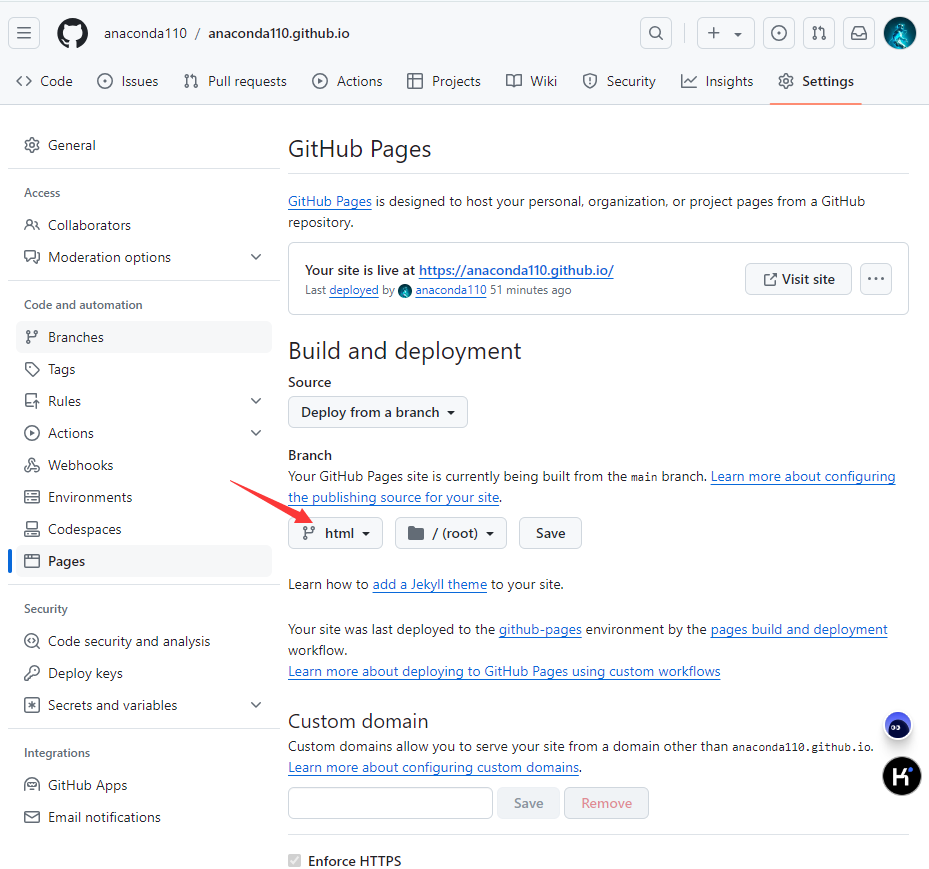 anaconda110 / anaconda110.github.io
Code Issues Pull requests Actions Projects Wiki Security Insights Settings
General
Access
Collaborators
Moderation options
Code and automation
Branches
Tags
Rules
Actions
Webhooks
Environments
Codespaces
Pages
Security
Code security and analysis
Deploy keys
Secrets and variables
Integrations
GitHub Apps
Email notifications
GitHub Pages
GitHub Pages is designed to host your personal, organization, or project pages from a GitHub
repository.
Your site is live at https://anaconda110.github.io/
Last deployed by anaconda110 51 minutes ago
Visit site
Build and deployment
Source
Deploy from a branch
Branch
Your GitHub Pages site is currently being built from the main branch. Learn more about configuring
the publishing source for your site.
html / (root) Save
Learn how to add a Jekyll theme to your site.
Your site was last deployed to the github-pages environment by the pages build and deployment
workflow.
Learn more about deploying to GitHub Pages using custom workflows
Custom domain
Custom domains allow you to serve your site from a domain other than anaconda110.github.io.
Learn more about configuring custom domains.
Save Remove
Enforce HTTPS
K